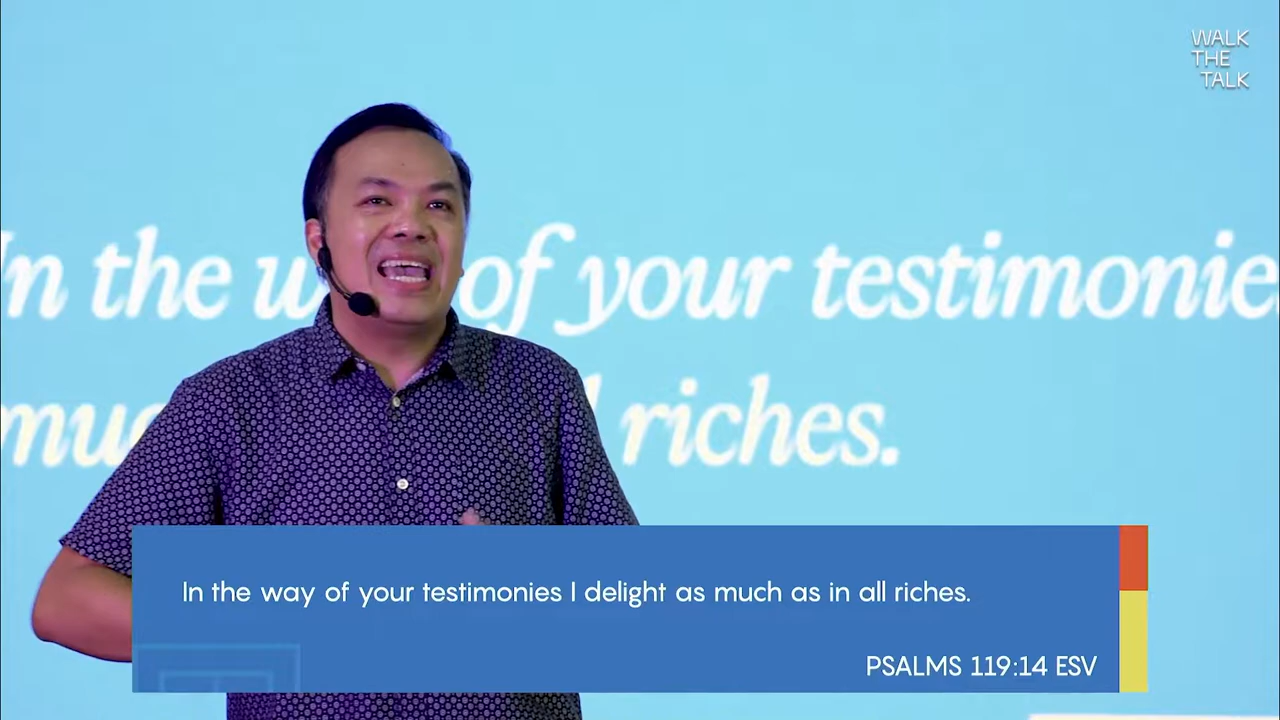 WALK
THE
TALK
In the of your testimonie
riches.
In the way of your testimonies I delight as much as in all riches.
PSALMS 119:14 ESV